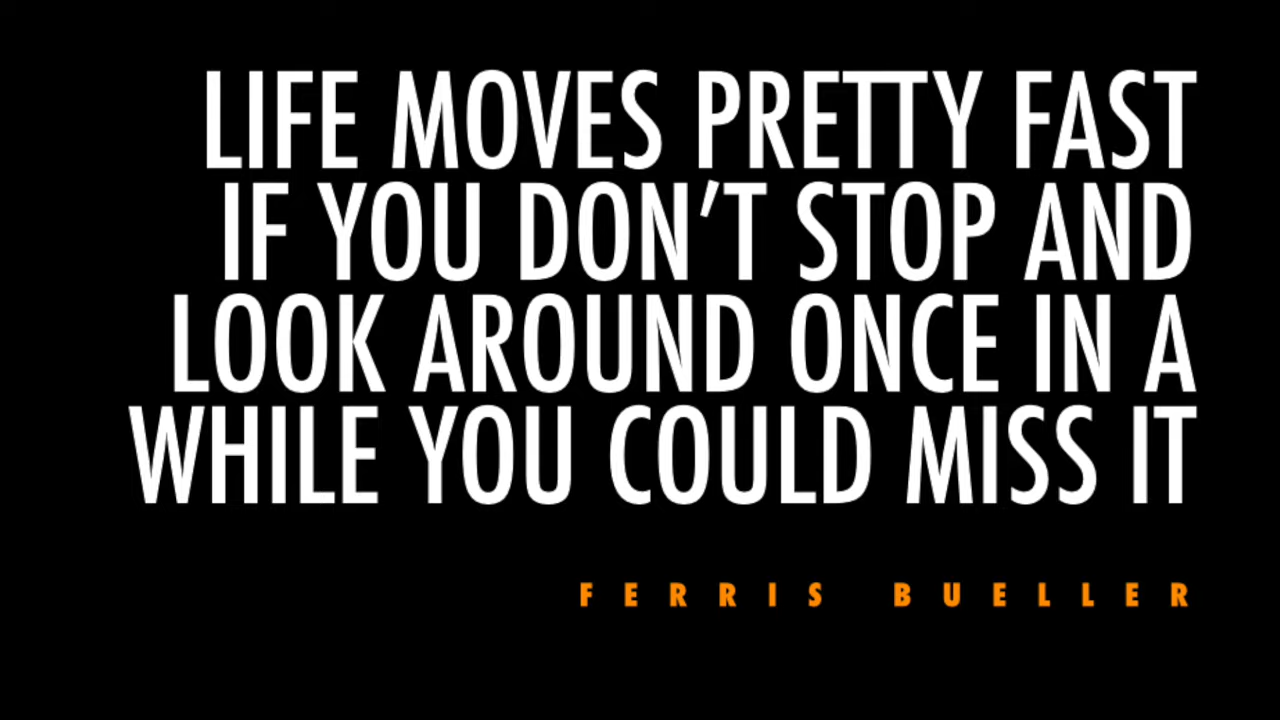 LIFE MOVES PRETTY FAST
IF YOU DON’T STOP AND
LOOK AROUND ONCE IN A
WHILE YOU COULD MISS IT
FERRIS BUELLER